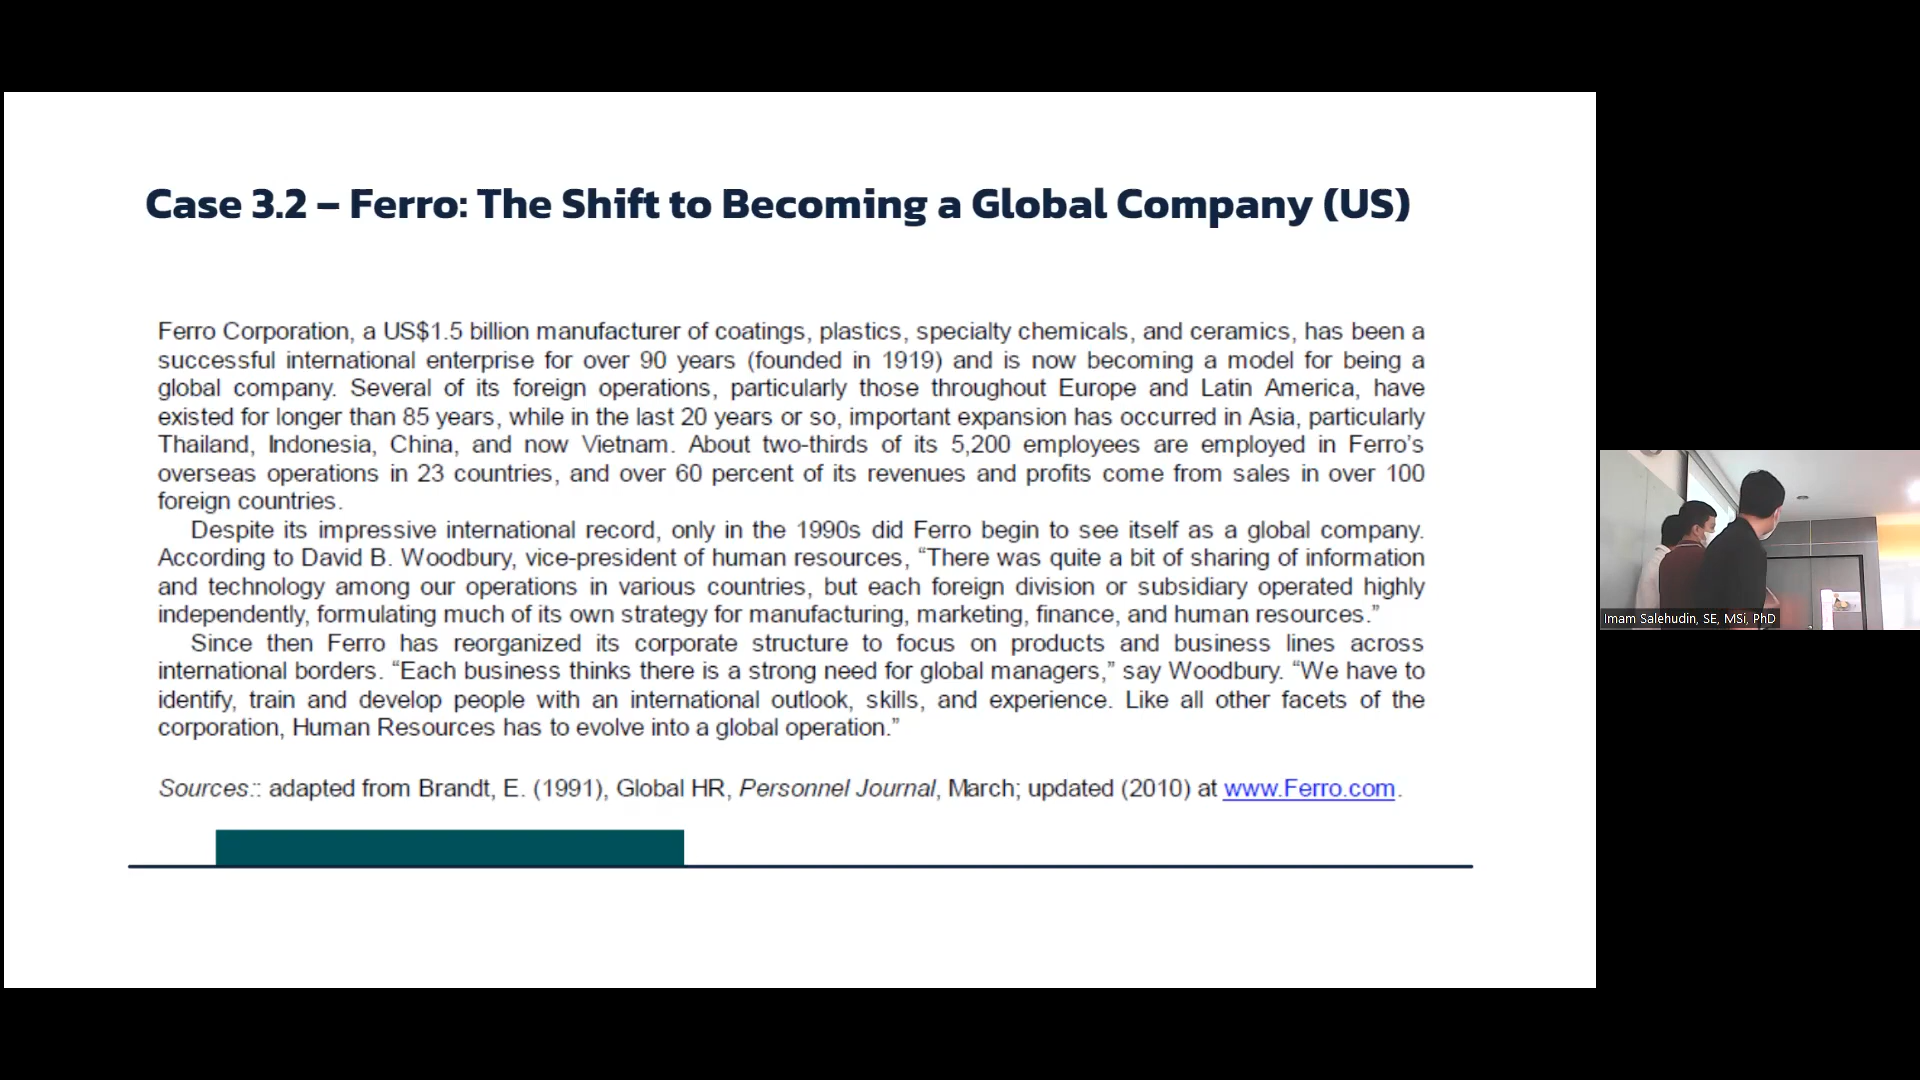 Case 3.2 – Ferro: The Shift to Becoming a Global Company (US)
Ferro Corporation, a US$1.5 billion manufacturer of coatings, plastics, specialty chemicals, and ceramics, has been a
successful international enterprise for over 90 years (founded in 1919) and is now becoming a model for being a
global company. Several of its foreign operations, particularly those throughout Europe and Latin America, have
existed for longer than 85 years, while in the last 20 years or so, important expansion has occurred in Asia, particularly
Thailand, Indonesia, China, and now Vietnam. About two-thirds of its 5,200 employees are employed in Ferro’s
overseas operations in 23 countries, and over 60 percent of its revenues and profits come from sales in over 100
foreign countries.
Despite its impressive international record, only in the 1990s did Ferro begin to see itself as a global company.
According to David B. Woodbury, vice-president of human resources, “There was quite a bit of sharing of information
and technology among our operations in various countries, but each foreign division or subsidiary operated highly
independently, formulating much of its own strategy for manufacturing, marketing, finance, and human resources.”
Since then Ferro has reorganized its corporate structure to focus on products and business lines across
international borders. “Each business thinks there is a strong need for global managers,” say Woodbury. “We have to
identify, train and develop people with an international outlook, skills, and experience. Like all other facets of the
corporation, Human Resources has to evolve into a global operation.”
Sources:: adapted from Brandt, E. (1991), Global HR, Personnel Journal, March; updated (2010) at www.Ferro.com.
Imam Salehudin, SE, MSi, PhD